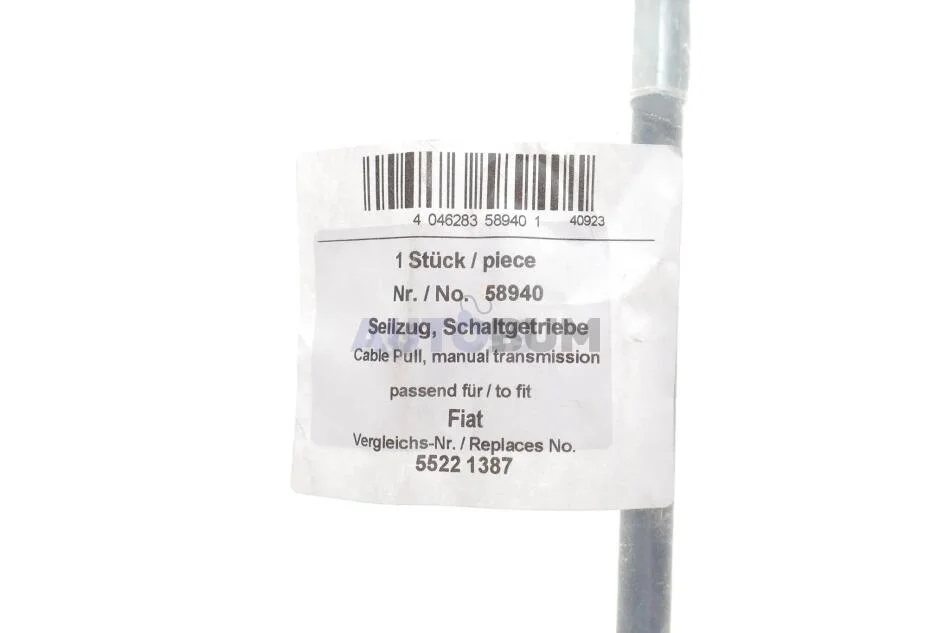 4 046283 58940 1 40923
1 Stück / piece
Nr. / No. 58940
Seilzug, Schaltgetriebe
AUTOBUM
Cable Pull, manual transmission
passend für / to fit
Fiat
Vergleichs-Nr. / Replaces No.
5522 1387